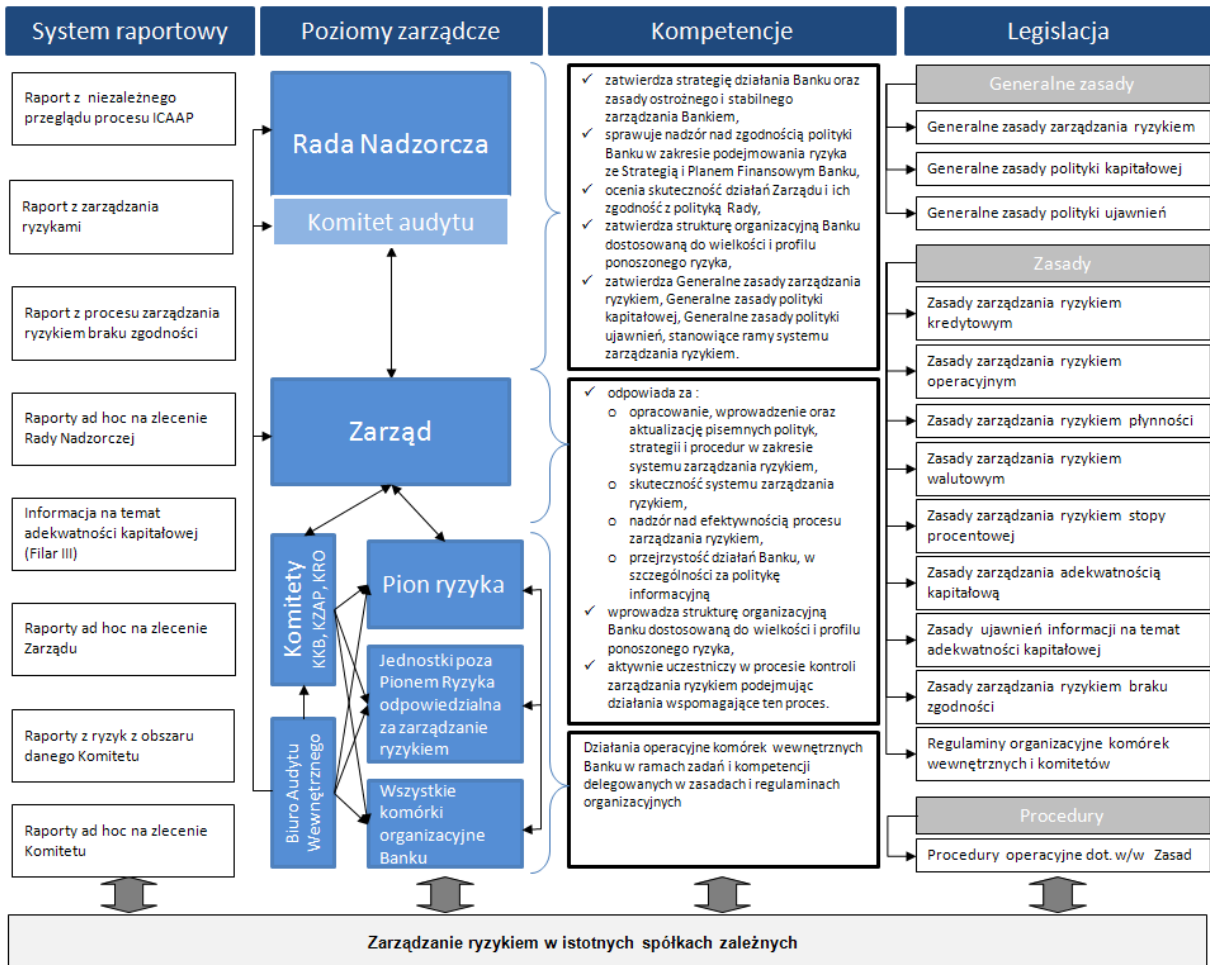 System raportowy
Poziomy zarządcze
Kompetencje
Legislacja
Raport z niezależnego
przeglądu procesu ICAAP
Raport z zarządzania
ryzykami
Raport z procesu zarządzania
ryzykiem braku zgodności
Raporty ad hoc na zlecenie
Rady Nadzorczej
Informacja na temat
adekwatności kapitałowej
(Filar III)
Raporty ad hoc na zlecenie
Zarządu
Raporty z ryzyk z obszaru
danego Komitetu
Raporty ad hoc na zlecenie
Komitetu
Rada Nadzorcza
Komitet audytu
Zarząd
Komitety
KKB, KZAP, KRO
Pion ryzyka
Jednostki poza
Pionem Ryzyka
odpowiedzialna
za zarządzanie
ryzykiem
Biuro Audytu
Wewnętrznego
Wszystkie
komórki
organizacyjne
Banku
✓ zatwierdza strategię działania Banku oraz
zasady ostrożnego i stabilnego
zarządzania Bankiem,
✓ sprawuje nadzór nad zgodnością polityki
Banku w zakresie podejmowania ryzyka
ze Strategią i Planem Finansowym Banku,
✓ ocenia skuteczność działań Zarządu i ich
zgodność z polityką Rady,
✓ zatwierdza strukturę organizacyjną Banku
dostosowaną do wielkości i profilu
ponoszonego ryzyka,
✓ zatwierdza Generalne zasady zarządzania
ryzykiem, Generalne zasady polityki
kapitałowej, Generalne zasady polityki
ujawnień, stanowiące ramy systemu
zarządzania ryzykiem.
✓ odpowiada za :
o opracowanie, wprowadzenie oraz
aktualizację pisemnych polityk,
strategii i procedur w zakresie
systemu zarządzania ryzykiem,
o skuteczność systemu zarządzania
ryzykiem,
o nadzór nad efektywnością procesu
zarządzania ryzykiem,
o przejrzystość działań Banku, w
szczególności za politykę
informacyjną
✓ wprowadza strukturę organizacyjną
Banku dostosowaną do wielkości i profilu
ponoszonego ryzyka,
✓ aktywnie uczestniczy w procesie kontroli
zarządzania ryzykiem podejmując
działania wspomagające ten proces.
Działania operacyjne komórek wewnętrznych
Banku w ramach zadań i kompetencji
delegowanych w zasadach i regulaminach
organizacyjnych
Generalne zasady
Generalne zasady zarządzania ryzykiem
Generalne zasady polityki kapitałowej
Generalne zasady polityki ujawnień
Zasady
Zasady zarządzania ryzykiem
kredytowym
Zasady zarządzania ryzykiem
operacyjnym
Zasady zarządzania ryzykiem płynności
Zasady zarządzania ryzykiem
walutowym
Zasady zarządzania ryzykiem stopy
procentowej
Zasady zarządzania adekwatnością
kapitałową
Zasady ujawnień informacji na temat
adekwatności kapitałowej
Zasady zarządzania ryzykiem braku
zgodności
Regulaminy organizacyjne komórek
wewnętrznych i komitetów
Procedury
Procedury operacyjne dot. w/w Zasad
Zarządzanie ryzykiem w istotnych spółkach zależnych